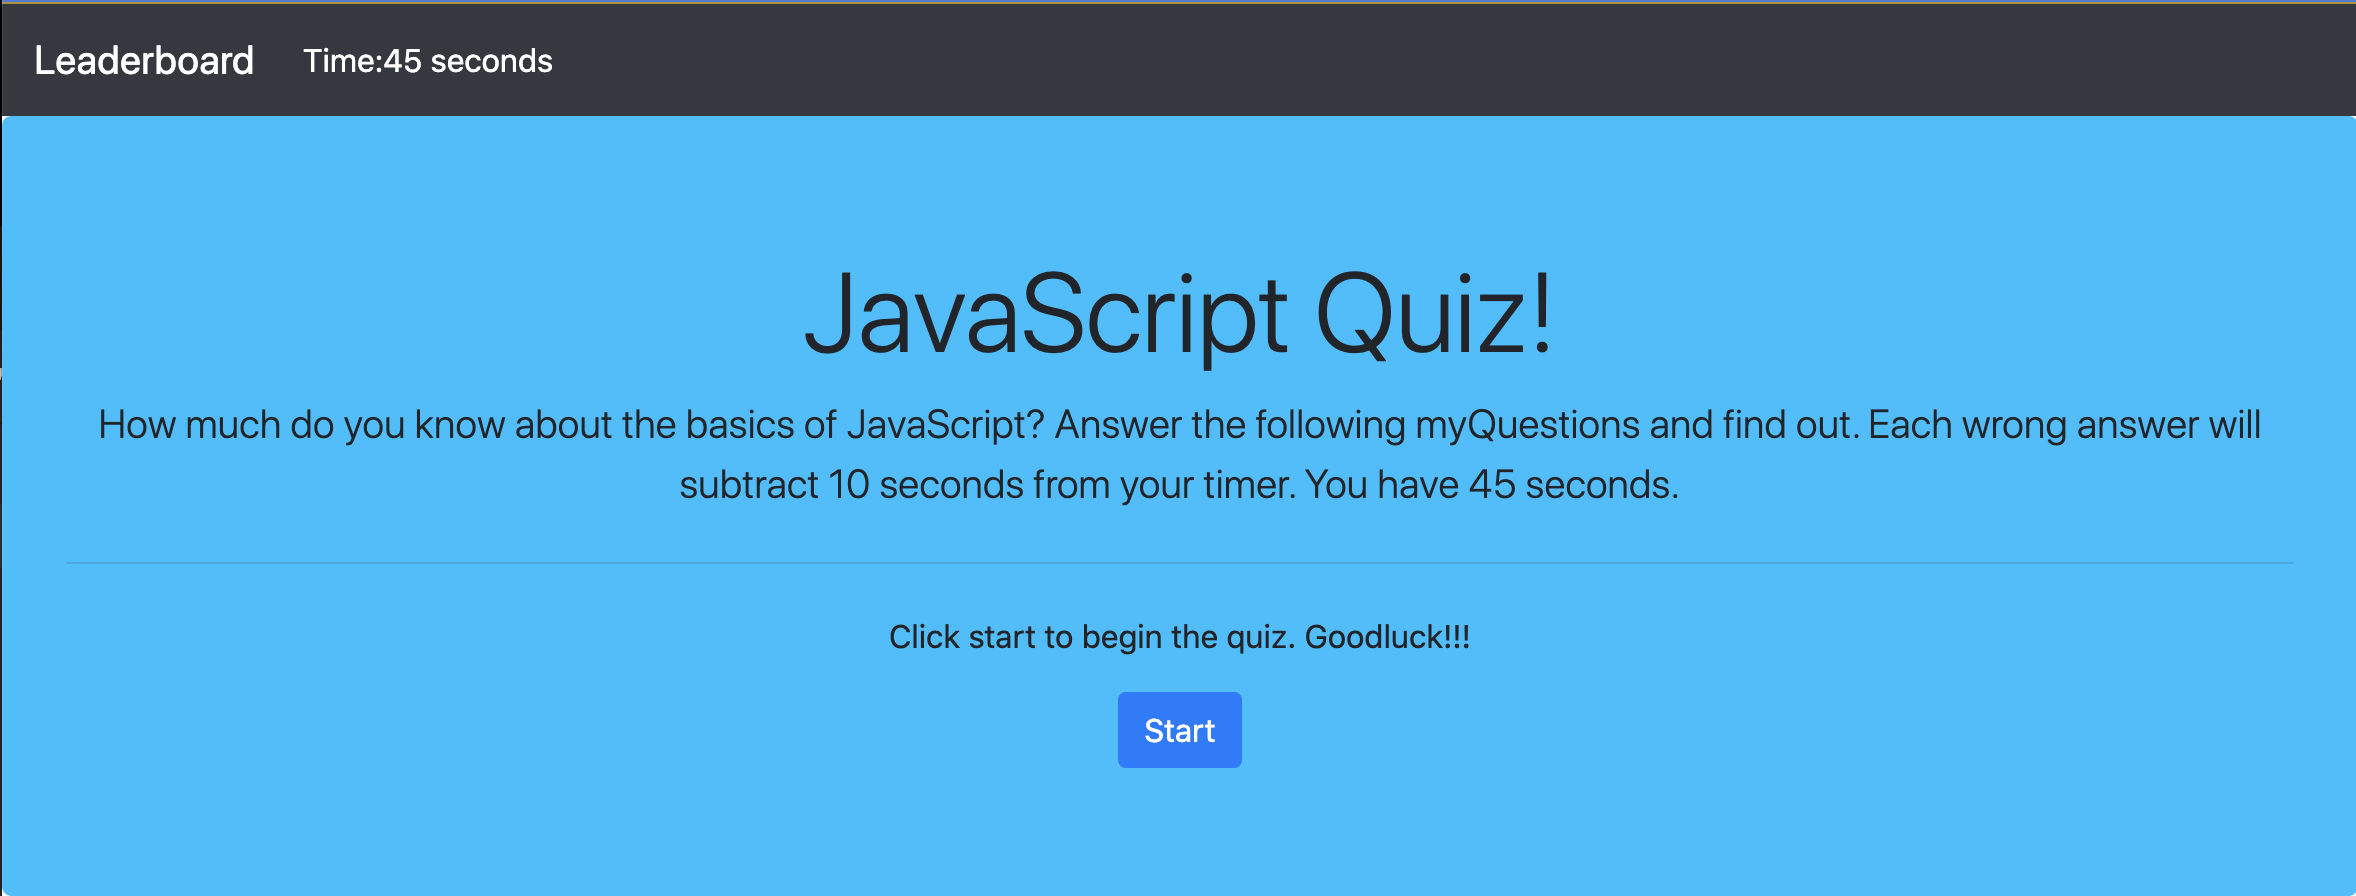 Leaderboard Time:45 seconds
JavaScript Quiz!
How much do you know about the basics of JavaScript? Answer the following myQuestions and find out. Each wrong answer will
subtract 10 seconds from your timer. You have 45 seconds.
Click start to begin the quiz. Goodluck!!!
Start